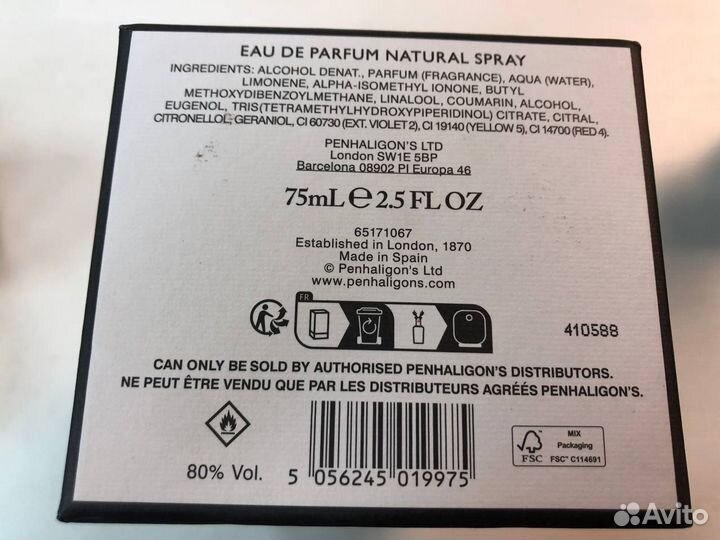 EAU DE PARFUM NATURAL SPRAY
INGREDIENTS: ALCOHOL DENAT., PARFUM (FRAGRANCE), AQUA (WATER),
LIMONENE, ALPHA-ISOMETHYL IONONE, BUTYL
METHOXYDIBENZOYLMETHANE, LINALOOL, COUMARIN, ALCOHOL,
EUGENOL, TRIS(TETRAMETHYLHYDROXYPIPERIDINOL) CITRATE, CITRAL,
CITRONELLOL, GERANIOL, CI 60730 (EXT. VIOLET 2), CI 19140 (YELLOW 5), CI 14700 (RED 4).
PENHALIGON'S LTD
London SW1E 5BP
Barcelona 08902 Pl Europa 46
75mL e 2.5 FL OZ
65171067
Established in London, 1870
Made in Spain
© Penhaligon's Ltd
www.penhaligons.com
FR
410588
CAN ONLY BE SOLD BY AUTHORISED PENHALIGON'S DISTRIBUTORS.
NE PEUT ÊTRE VENDU QUE PAR LES DISTRIBUTEURS AGRÉÉS PENHALIGON'S.
80% Vol.
5 056245 019975
FSC
MIX
Packaging
FSC™ C114691
Avito